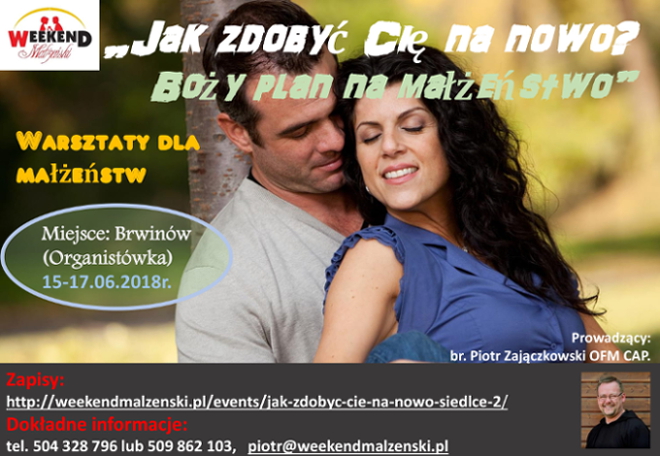 WEEKEND
Małżeński
„Jak zdobyć Cię na nowo?
Boży plan na małżeństwo”
Warsztaty dla
małżeństw
Miejsce: Brwinów
(Organistówka)
15-17.06.2018r.
Prowadzący:
br. Piotr Zajączkowski OFM CAP.
Zapisy:
http://weekendmalzenski.pl/events/jak-zdobyc-cie-na-nowo-siedlce-2/
Dokładne informacje:
tel. 504 328 796 lub 509 862 103, piotr@weekendmalzenski.pl